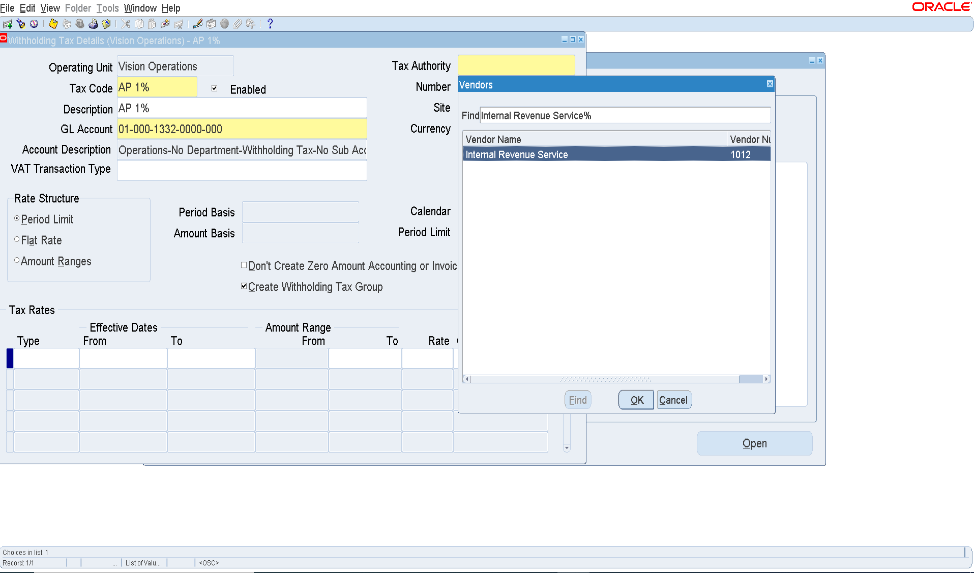 File Edit View Folder Tools Window Help
ORACLE
Withholding Tax Details (Vision Operations) - AP 1%
Operating Unit Vision Operations
Tax Authority
Tax Code AP 1% Enabled
Number
Description AP 1%
Site
GL Account 01-000-1332-0000-000
Currency
Account Description Operations-No Department-Withholding Tax-No Sub Acc
VAT Transaction Type
Rate Structure
Period Limit
Flat Rate
Amount Ranges
Period Basis
Calendar
Amount Basis
Period Limit
Don't Create Zero Amount Accounting or Invoic
Create Withholding Tax Group
Tax Rates
Effective Dates Amount Range
Type From To From To Rate
Vendors
Find Internal Revenue Service%
Vendor Name Vendor Nu
Internal Revenue Service 1012
Find OK Cancel
Open
Choices in list: 1
Record: 1/1 ... List of Valu... <OSC>